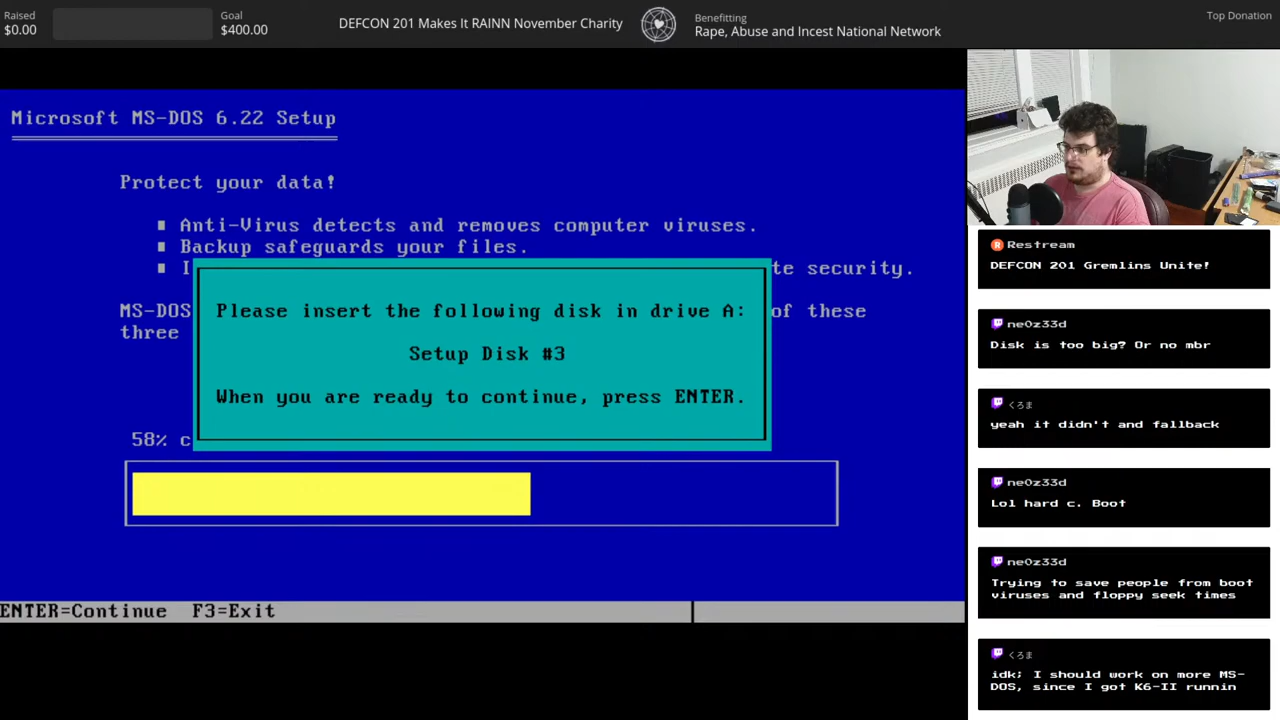 Raised
$0.00
Goal
$400.00
DEFCON 201 Makes It RAINN November Charity
Benefitting
Rape, Abuse and Incest National Network
Top Donation
Microsoft MS-DOS 6.22 Setup
Protect your data!
Anti-Virus detects and removes computer viruses.
Backup safeguards your files.
I
te security.
MS-DOS
of these
three
Please insert the following disk in drive A:
Setup Disk #3
When you are ready to continue, press ENTER.
58% c
ENTER=Continue F3=Exit
Restream
DEFCON 201 Gremlins Unite!
ne0z33d
Disk is too big? Or no mbr
くろま
yeah it didn't and fallback
ne0z33d
Lol hard c. Boot
ne0z33d
Trying to save people from boot
viruses and floppy seek times
くろま
idk; I should work on more MS-
DOS, since I got K6-II runnin